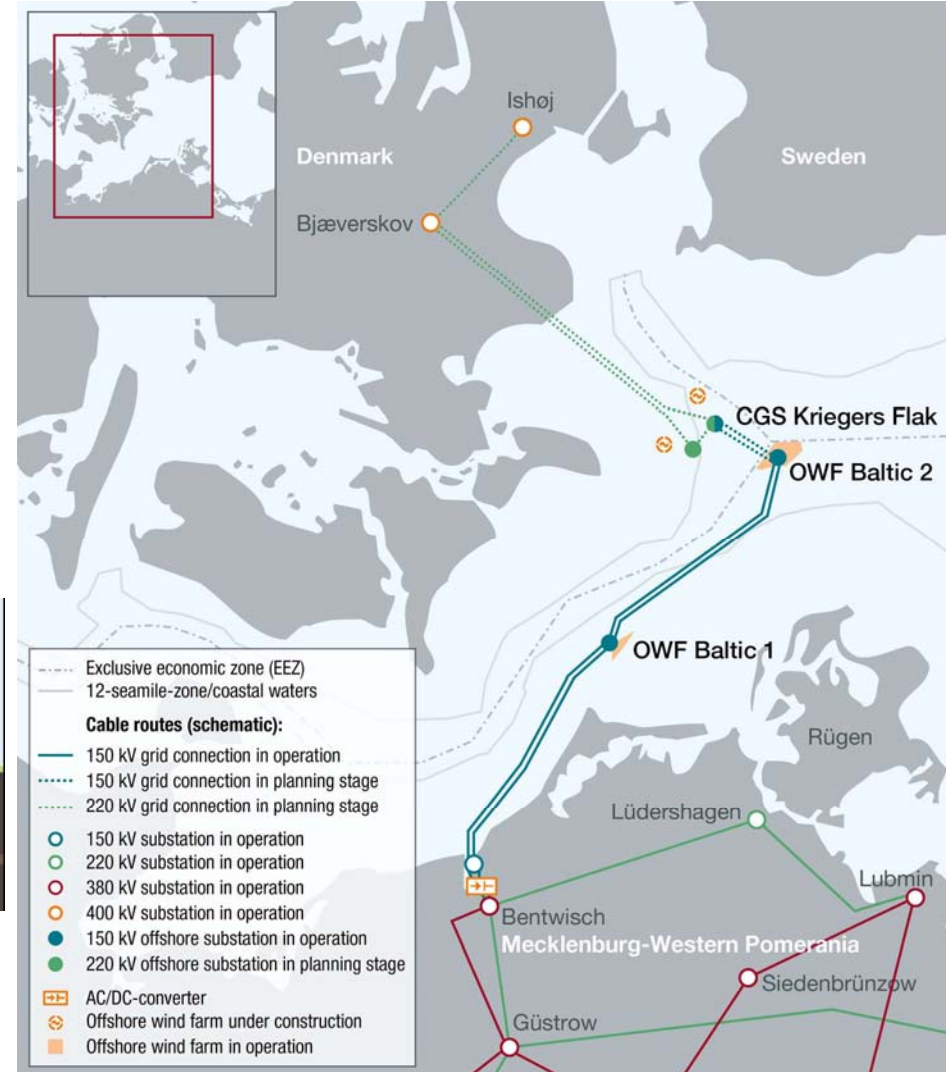 Ishøj
Denmark
Sweden
Bjæverskov
CGS Kriegers Flak
OWF Baltic 2
OWF Baltic 1
Rügen
Lüdershagen
Lubmin
Bentwisch
Mecklenburg-Western Pomerania
Siedenbrünzow
Güstrow
Exclusive economic zone (EEZ)
12-seamile-zone/coastal waters
Cable routes (schematic):
150 kV grid connection in operation
150 kV grid connection in planning stage
220 kV grid connection in planning stage
150 kV substation in operation
220 kV substation in operation
380 kV substation in operation
400 kV substation in operation
150 kV offshore substation in operation
220 kV offshore substation in planning stage
AC/DC-converter
Offshore wind farm under construction
Offshore wind farm in operation